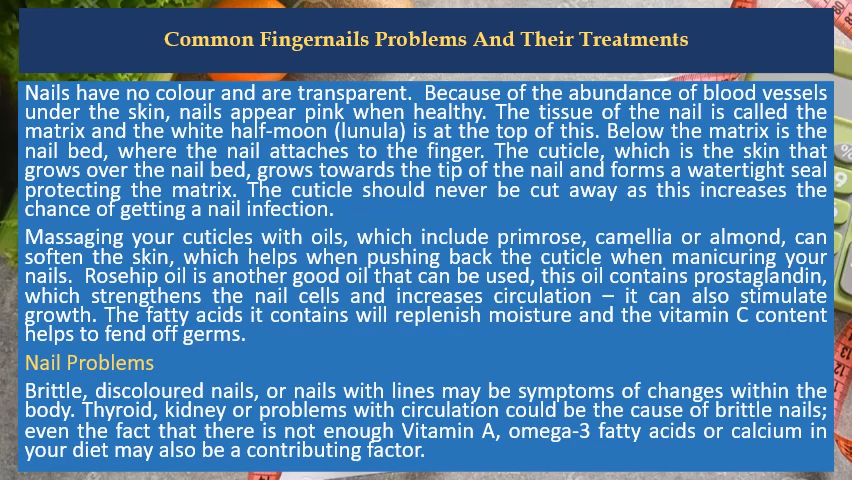 Common Fingernails Problems And Their Treatments
Nails have no colour and are transparent.  Because of the abundance of blood vessels
under the skin, nails appear pink when healthy. The tissue of the nail is called the
matrix and the white half-moon (lunula) is at the top of this. Below the matrix is the
nail bed, where the nail attaches to the finger. The cuticle, which is the skin that
grows over the nail bed, grows towards the tip of the nail and forms a watertight seal
protecting the matrix. The cuticle should never be cut away as this increases the
chance of getting a nail infection.
Massaging your cuticles with oils, which include primrose, camellia or almond, can
soften the skin, which helps when pushing back the cuticle when manicuring your
nails.  Rosehip oil is another good oil that can be used, this oil contains prostaglandin,
which strengthens the nail cells and increases circulation – it can also stimulate
growth. The fatty acids it contains will replenish moisture and the vitamin C content
helps to fend off germs.
Nail Problems
Brittle, discoloured nails, or nails with lines may be symptoms of changes within the
body. Thyroid, kidney or problems with circulation could be the cause of brittle nails;
even the fact that there is not enough Vitamin A, omega-3 fatty acids or calcium in
your diet may also be a contributing factor.